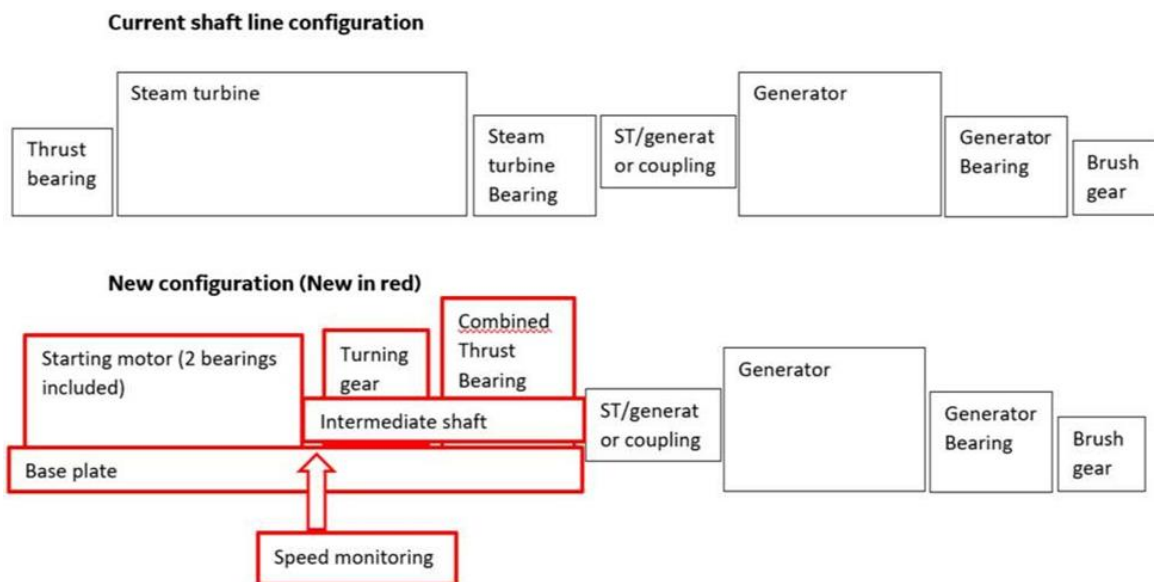 Current shaft line configuration
Steam turbine
Generator
Thrust
bearing
Steam
turbine
Bearing
ST/generat
or coupling
Generator
Bearing
Brush
gear
New configuration (New in red)
Starting motor (2 bearings
included)
Turning
gear
Combined
Thrust
Bearing
Intermediate shaft
ST/generat
or coupling
Generator
Generator
Bearing
Brush
gear
Base plate
Speed monitoring